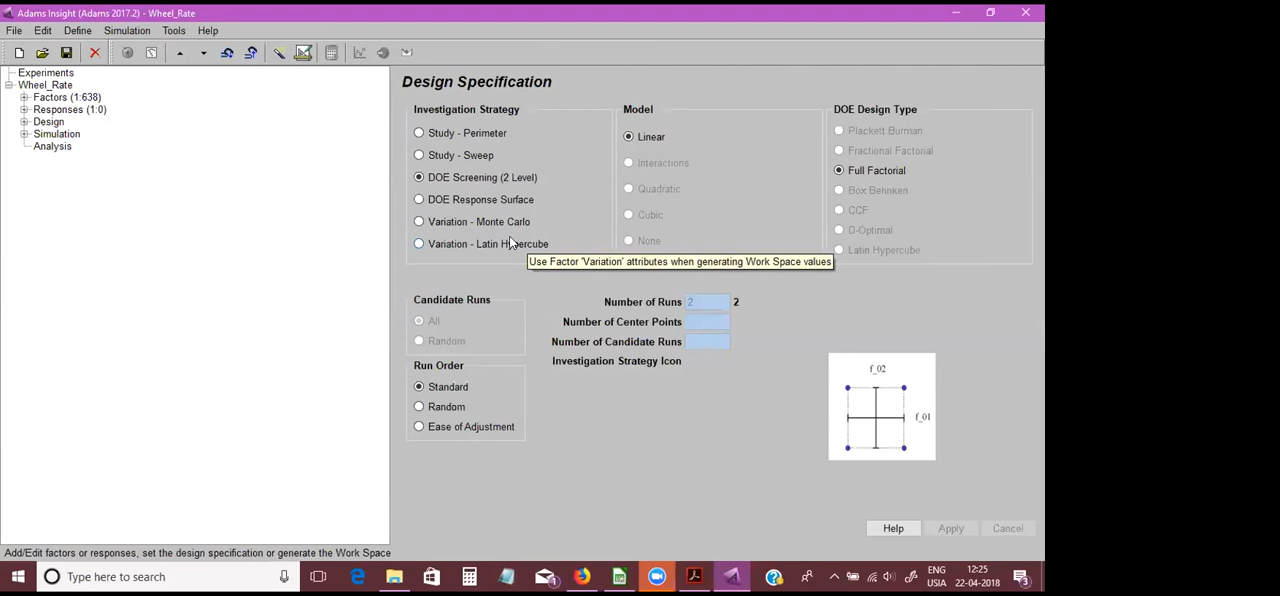 Adams Insight (Adams 2017.2) - Wheel_Rate
File Edit Define Simulation Tools Help
Experiments
Wheel_Rate
Factors (1:638)
Responses (1:0)
Design
Simulation
Analysis
Design Specification
Investigation Strategy
Study - Perimeter
Study - Sweep
DOE Screening (2 Level)
DOE Response Surface
Variation - Monte Carlo
Variation - Latin Hypercube
Model
Linear
Interactions
Quadratic
Cubic
None
DOE Design Type
Plackett Burman
Fractional Factorial
Full Factorial
Box Behnken
CCF
D-Optimal
Latin Hypercube
Use Factor 'Variation' attributes when generating Work Space values
Candidate Runs
All
Random
Run Order
Standard
Random
Ease of Adjustment
Number of Runs 2 2
Number of Center Points
Number of Candidate Runs
Investigation Strategy Icon
f_02
f_01
Help Apply Cancel
Add/Edit factors or responses, set the design specification or generate the Work Space
Type here to search
ENG
USIA
12:25
22-04-2018